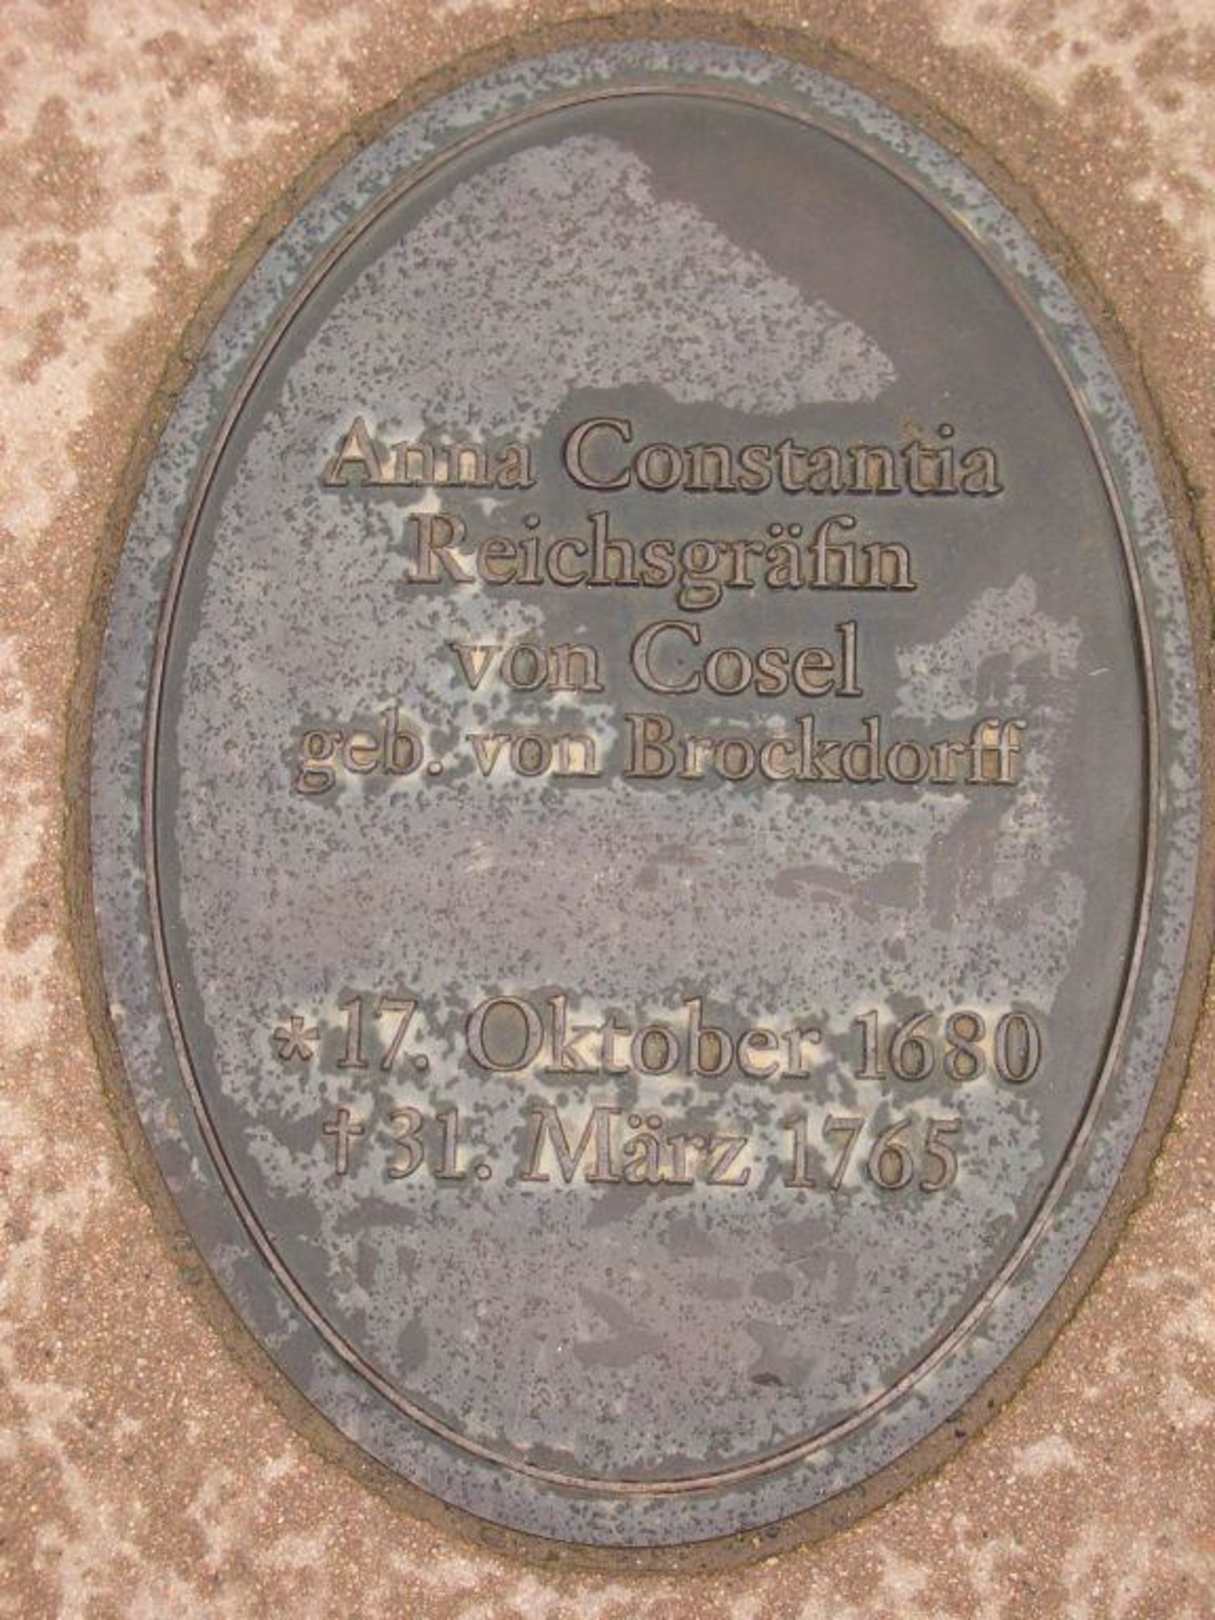 Anna Constantia
Reichsgräfin
von Cosel
geb. von Brockdorff
* 17. Oktober 1680
† 31. März 1765